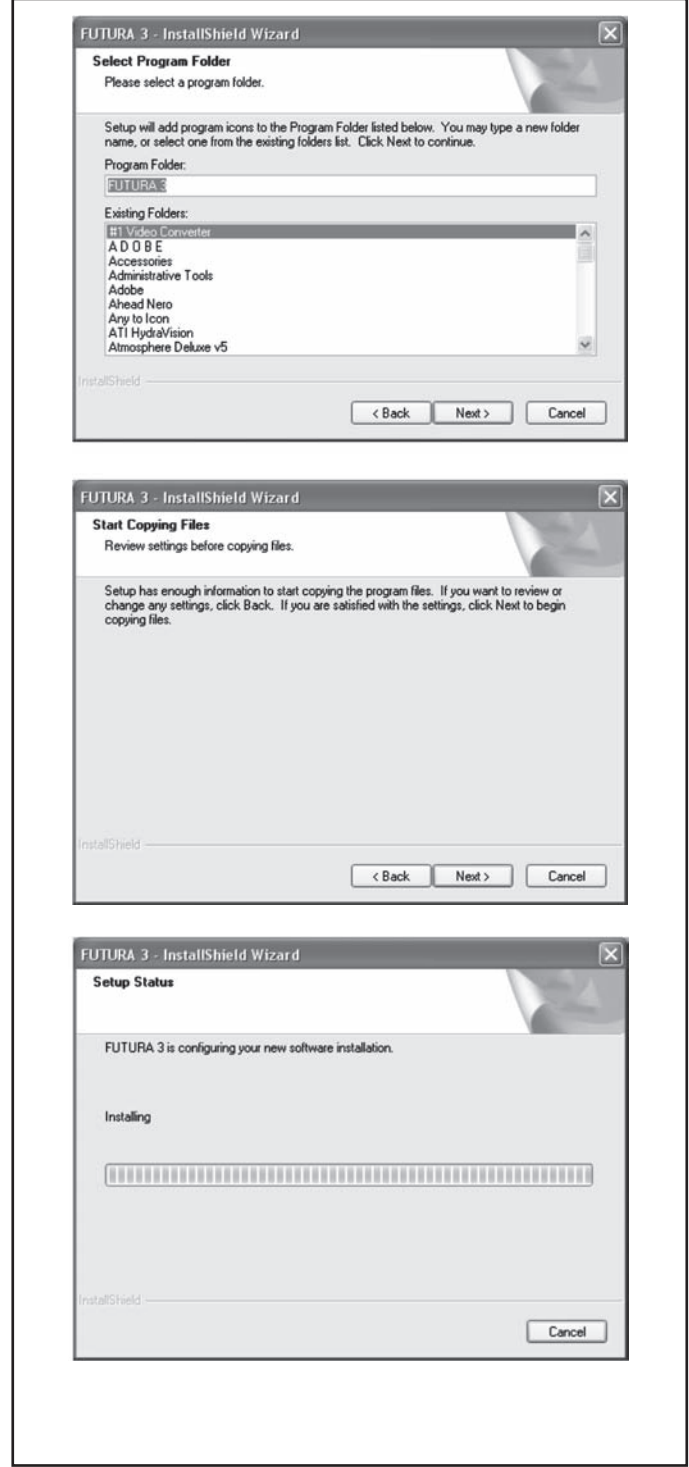 FUTURA 3 - InstallShield Wizard
Select Program Folder
Please select a program folder.
Setup will add program icons to the Program Folder listed below. You may type a new folder
name, or select one from the existing folders list. Click Next to continue.
Program Folder:
FUTURA 3
Existing Folders:
#1 Video Converter
A D O B E
Accessories
Administrative Tools
Adobe
Ahead Nero
Any to Icon
ATI HydraVision
Atmosphere Deluxe v5
InstallShield
< Back Next > Cancel
FUTURA 3 - InstallShield Wizard
Start Copying Files
Review settings before copying files.
Setup has enough information to start copying the program files. If you want to review or
change any settings, click Back. If you are satisfied with the settings, click Next to begin
copying files.
InstallShield
< Back Next > Cancel
FUTURA 3 - InstallShield Wizard
Setup Status
FUTURA 3 is configuring your new software installation.
Installing
InstallShield
Cancel